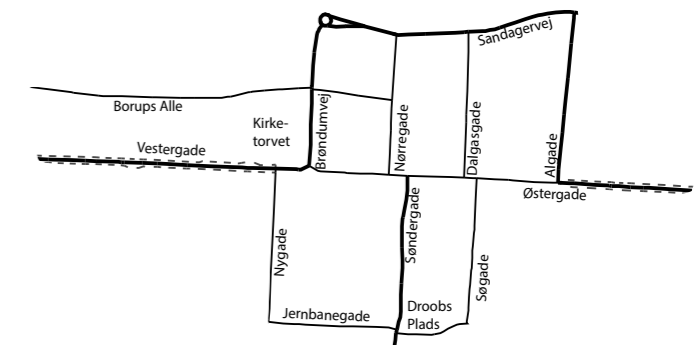 Sandagervej
Borups Alle
Kirke-
torvet
Brøndumvej
Nørregade
Dalgasgade
Algade
Vestergade
Østergade
Nygade
Søndergade
Søgade
Jernbanegade
Droobs
Plads